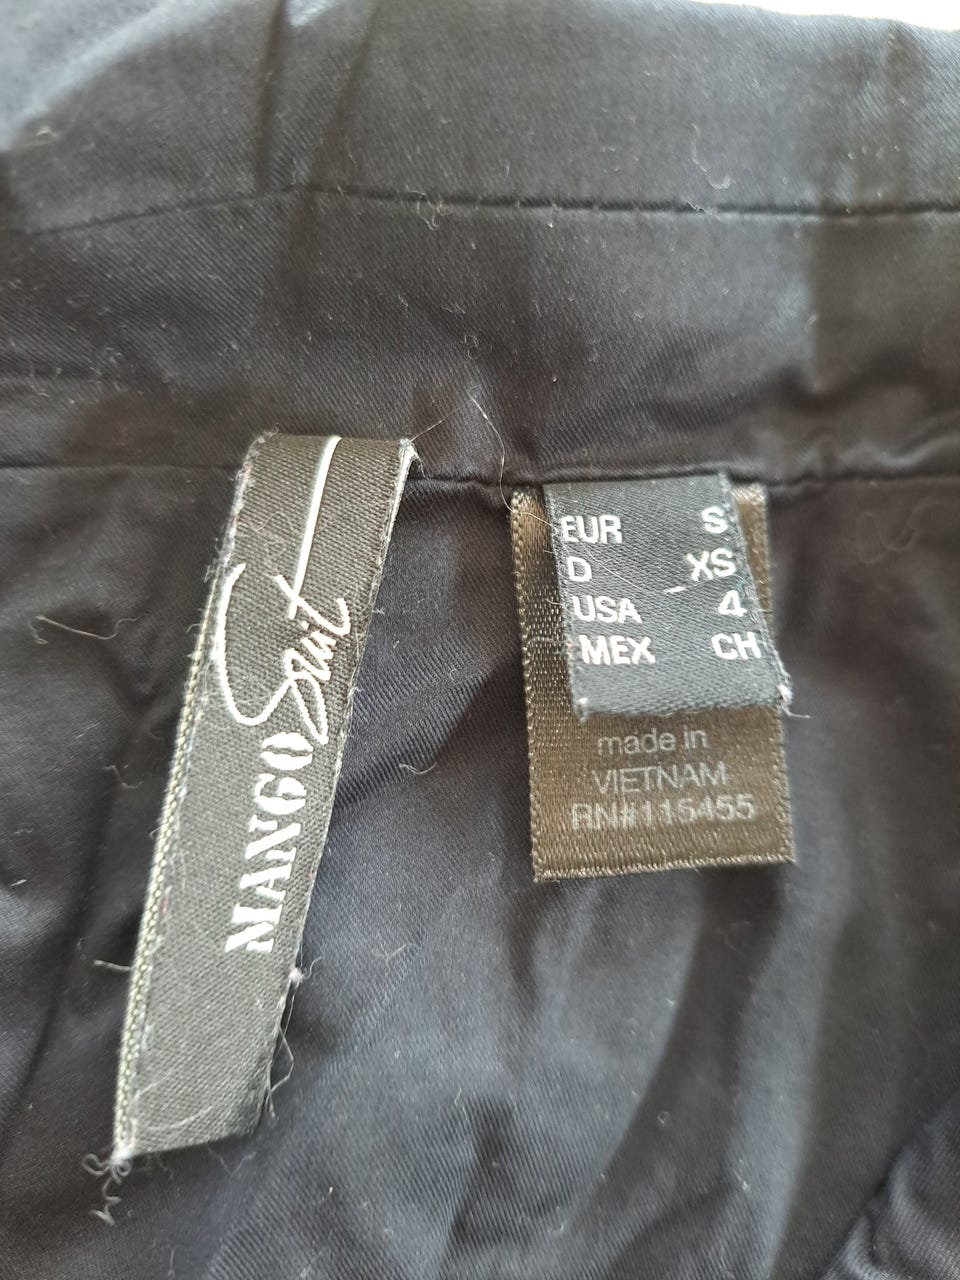 MANGO Suit
EUR S
D XS
USA 4
MEX CH
made in
VIETNAM
RN#115455